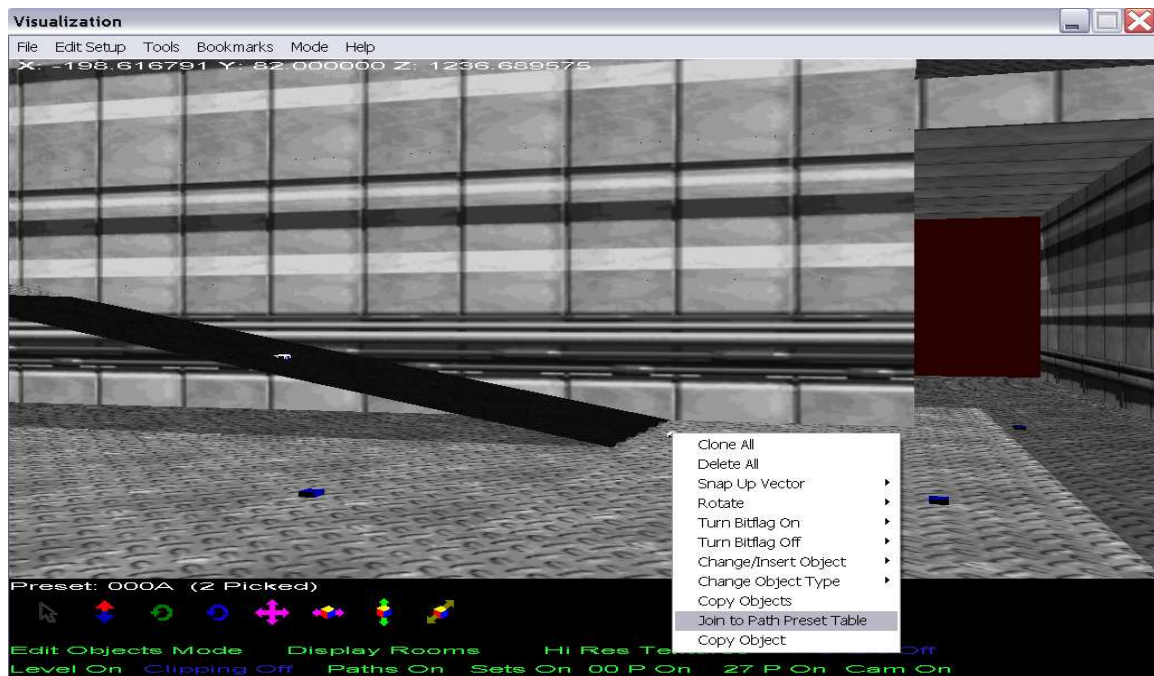 Visualization
File Edit Setup Tools Bookmarks Mode Help
X: -198.616791 Y: 82.000000 Z: 1236.689575
Clone All
Delete All
Snap Up Vector
Rotate
Turn Bitflag On
Turn Bitflag Off
Change/Insert Object
Change Object Type
Copy Objects
Join to Path Preset Table
Copy Object
Preset: 000A (2 Picked)
Edit Objects Mode Display Rooms Hi Res Off
Level On Clipping Off Paths On Sets On 00 P On 27 P On Cam On